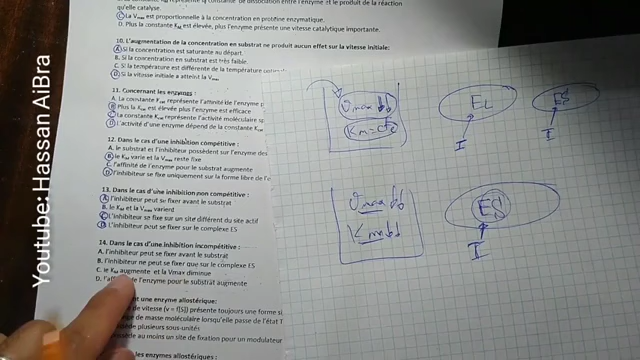 qu'elle catalyse.
C. La Vmax est proportionnelle à la concentration en protéine enzymatique.
D. Plus la constante KM est élevée, plus l'enzyme présente une vitesse catalytique importante.
10. L'augmentation de la concentration en substrat ne produit aucun effet sur la vitesse initiale:
A. Si la concentration est saturante au départ.
B. Si la concentration en substrat est très faible.
C. Si la température est différente de la température
D. Si la vitesse initiale a atteint la Vmax
11. Concernant les enzymes:
A. La constante Kcat représente l'activité de l'enzyme
B. Plus la Kcat est élevée plus l'enzyme est efficace
C. La constante Kcat représente l'activité moléculaire
D. L'activité d'une enzyme dépend de la constante Kcat
12. Dans le cas d'une inhibition compétitive:
A. le substrat et l'inhibiteur possèdent sur l'enzyme des
B. le KM varie et la Vmax reste fixe
C. l'affinité de l'enzyme pour le substrat augmente
D. l'inhibiteur se fixe uniquement sur la forme libre de
13. Dans le cas d'une inhibition non compétitive:
A. l'inhibiteur peut se fixer avant le substrat
B. le KM et la Vmax varient
C. L'inhibiteur se fixe sur un site différent du site actif
D. L'inhibiteur peut se fixer sur le complexe ES
14. Dans le cas d'une inhibition incompétitive:
A. l'inhibiteur peut se fixer avant le substrat
B. l'inhibiteur ne peut se fixer que sur le complexe ES
C. le KM augmente et la Vmax diminue
D. l'affinité de l'enzyme pour le substrat augmente
nt une enzyme allostérique:
de vitesse (v = f[S]) présente toujours une forme
ge de masse moléculaire lorsqu'elle passe de l'état T
de plusieurs sous-unités
ssède au moins un site de fixation pour un modulateur
les enzymes allostériques
Vmax
Km = cte
I
ES
I
Vmax
Km
ES
I
Youtube: Hassan AiBra